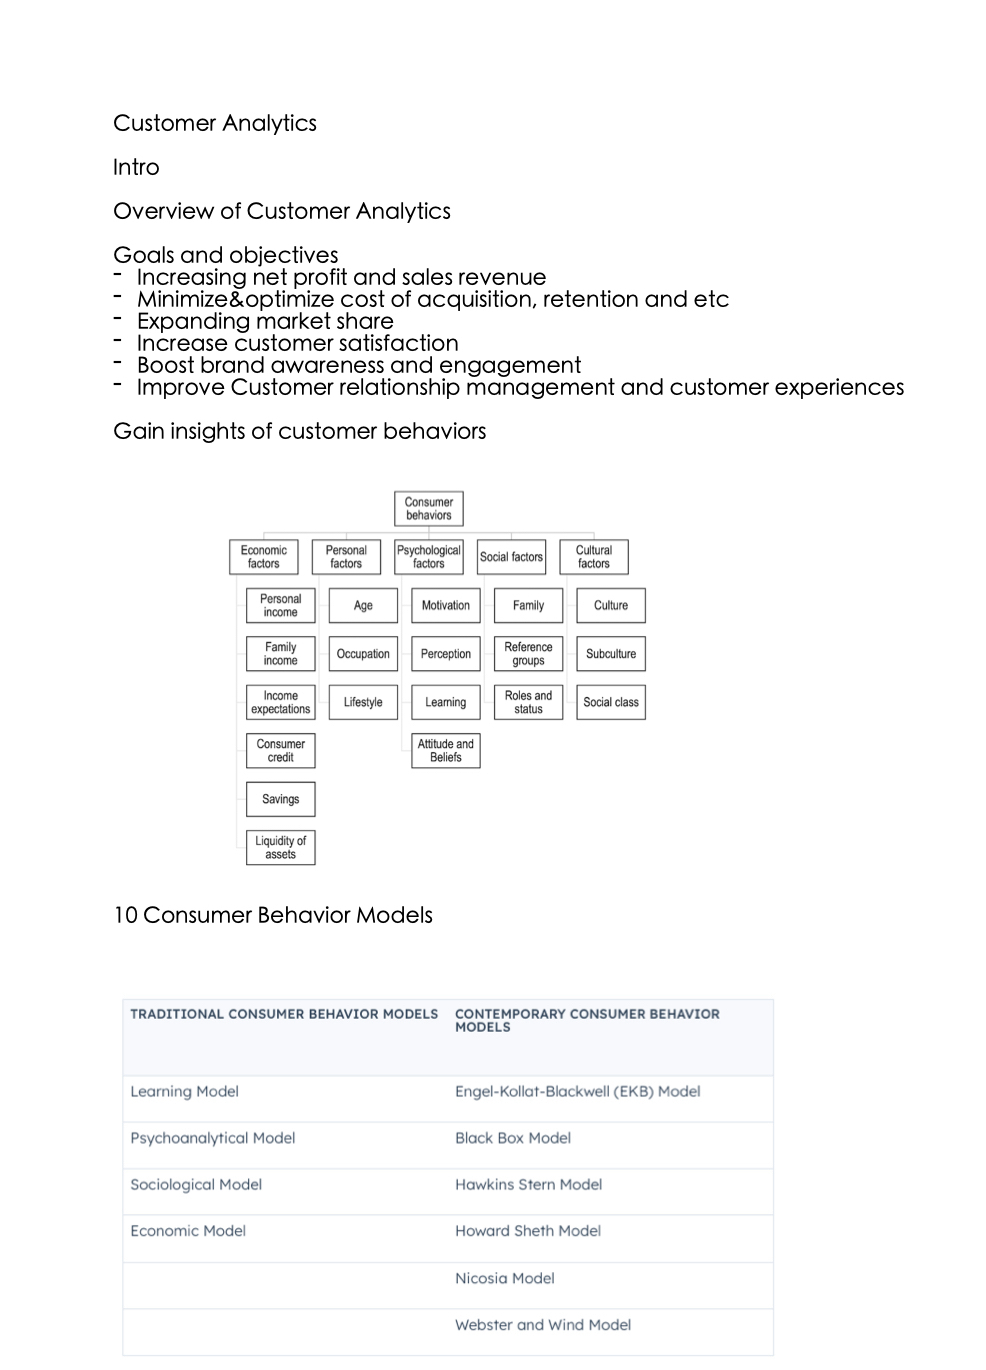 Customer Analytics
Intro
Overview of Customer Analytics
Goals and objectives
- Increasing net profit and sales revenue
- Minimize&optimize cost of acquisition, retention and etc
- Expanding market share
- Increase customer satisfaction
- Boost brand awareness and engagement
- Improve Customer relationship management and customer experiences
Gain insights of customer behaviors
Consumer
behaviors
Economic
factors
Personal
income
Family
income
Income
expectations
Consumer
credit
Savings
Liquidity of
assets
Personal
factors
Age
Occupation
Lifestyle
Psychological
factors
Motivation
Perception
Learning
Attitude and
Beliefs
Social factors
Family
Reference
groups
Roles and
status
Cultural
factors
Culture
Subculture
Social class
10 Consumer Behavior Models
TRADITIONAL CONSUMER BEHAVIOR MODELS
CONTEMPORARY CONSUMER BEHAVIOR
MODELS
Learning Model
Engel-Kollat-Blackwell (EKB) Model
Psychoanalytical Model
Black Box Model
Sociological Model
Hawkins Stern Model
Economic Model
Howard Sheth Model
Nicosia Model
Webster and Wind Model